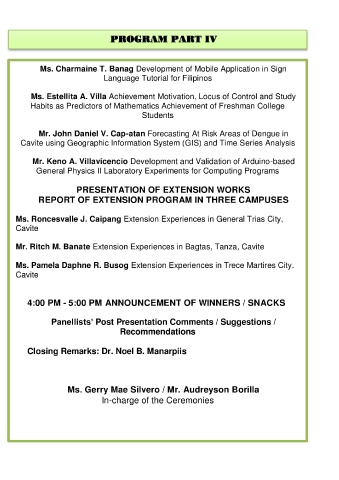 PROGRAM PART IV
Ms. Charmaine T. Banag Development of Mobile Application in Sign
Language Tutorial for Filipinos
Ms. Estellita A. Villa Achievement Motivation, Locus of Control and Study
Habits as Predictors of Mathematics Achievement of Freshman College
Students
Mr. John Daniel V. Cap-atan Forecasting At Risk Areas of Dengue in
Cavite using Geographic Information System (GIS) and Time Series Analysis
Mr. Keno A. Villavicencio Development and Validation of Arduino-based
General Physics II Laboratory Experiments for Computing Programs
PRESENTATION OF EXTENSION WORKS
REPORT OF EXTENSION PROGRAM IN THREE CAMPUSES
Ms. Roncesvalle J. Caipang Extension Experiences in General Trias City,
Cavite
Mr. Ritch M. Banate Extension Experiences in Bagtas, Tanza, Cavite
Ms. Pamela Daphne R. Busog Extension Experiences in Trece Martires City.
Cavite
4:00 PM - 5:00 PM ANNOUNCEMENT OF WINNERS / SNACKS
Panellists' Post Presentation Comments / Suggestions /
Recommendations
Closing Remarks: Dr. Noel B. Manarpiis
Ms. Gerry Mae Silvero / Mr. Audreyson Borilla
In-charge of the Ceremonies